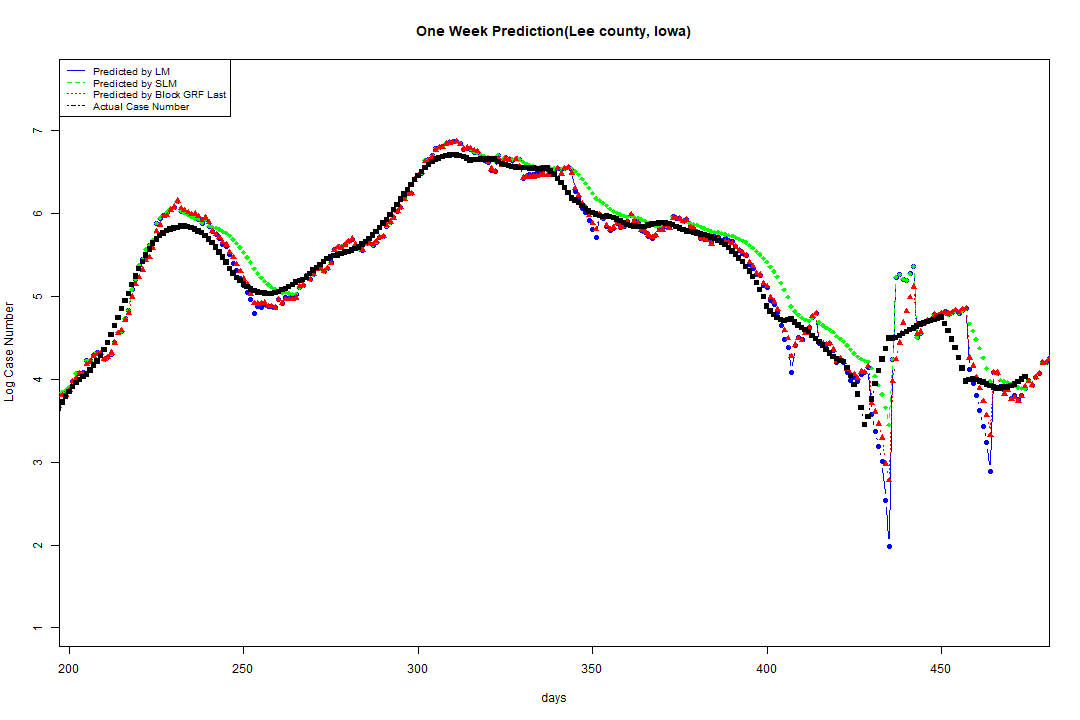 One Week Prediction(Lee county, Iowa)
Predicted by LM
Predicted by SLM
Predicted by Block GRF Last
Actual Case Number
Log Case Number
7
6
5
4
3
2
1
200 250 300 350 400 450
days